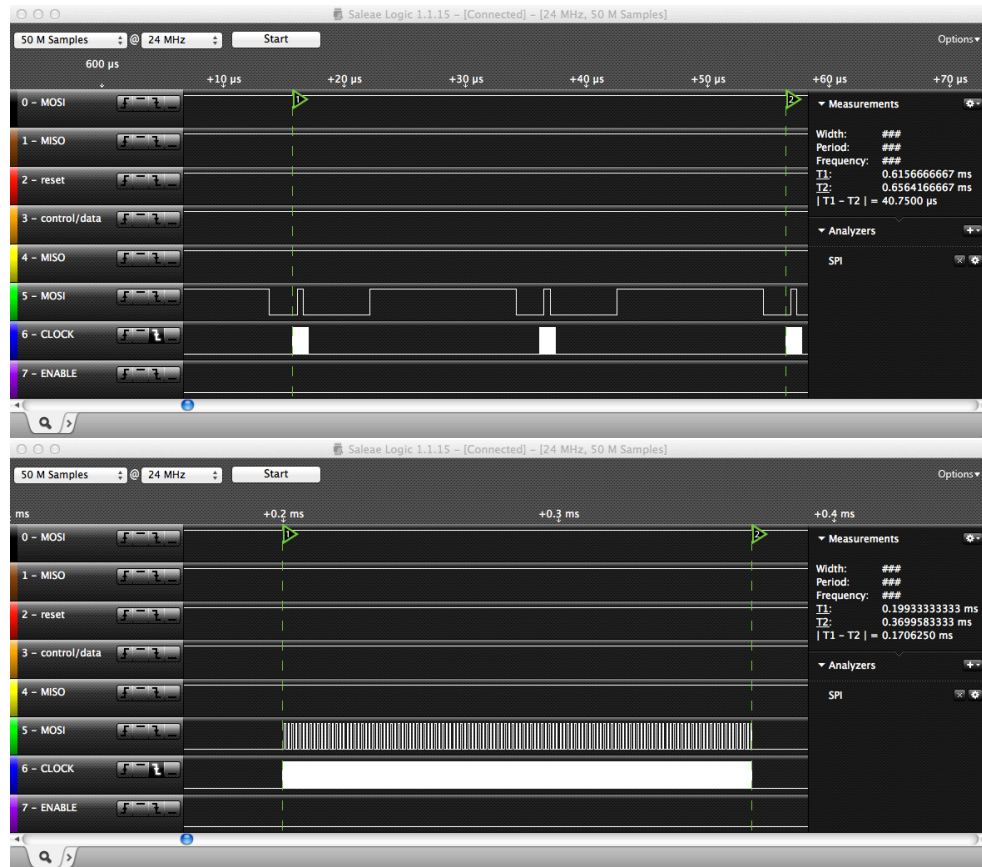 Saleae Logic 1.1.15 – [Connected] – [24 MHz, 50 M Samples]
50 M Samples @ 24 MHz Start Options
600 µs
+10 µs +20 µs +30 µs +40 µs +50 µs +60 µs +70 µs
0 – MOSI 1 2 Measurements
1 – MISO
Width: ###
Period: ###
Frequency: ###
2 – reset
T1: 0.6156666667 ms
T2: 0.6564166667 ms
| T1 – T2 | = 40.7500 µs
3 – control/data
Analyzers
4 – MISO
SPI
5 – MOSI
6 – CLOCK
7 – ENABLE
Saleae Logic 1.1.15 – [Connected] – [24 MHz, 50 M Samples]
50 M Samples @ 24 MHz Start Options
ms +0.2 ms +0.3 ms +0.4 ms
0 – MOSI 1 2 Measurements
1 – MISO
Width: ###
Period: ###
Frequency: ###
2 – reset
T1: 0.19933333333 ms
T2: 0.3699583333 ms
| T1 – T2 | = 0.1706250 ms
3 – control/data
Analyzers
4 – MISO
SPI
5 – MOSI
6 – CLOCK
7 – ENABLE